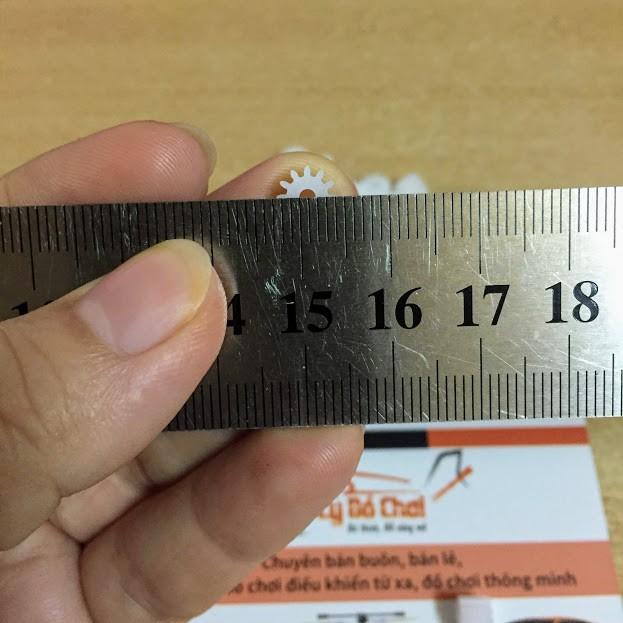 4 15 16 17 18
Đồ Chơi
Chuyên bán buôn, bán lẻ,
chơi điều khiển từ xa, đồ chơi thông minh